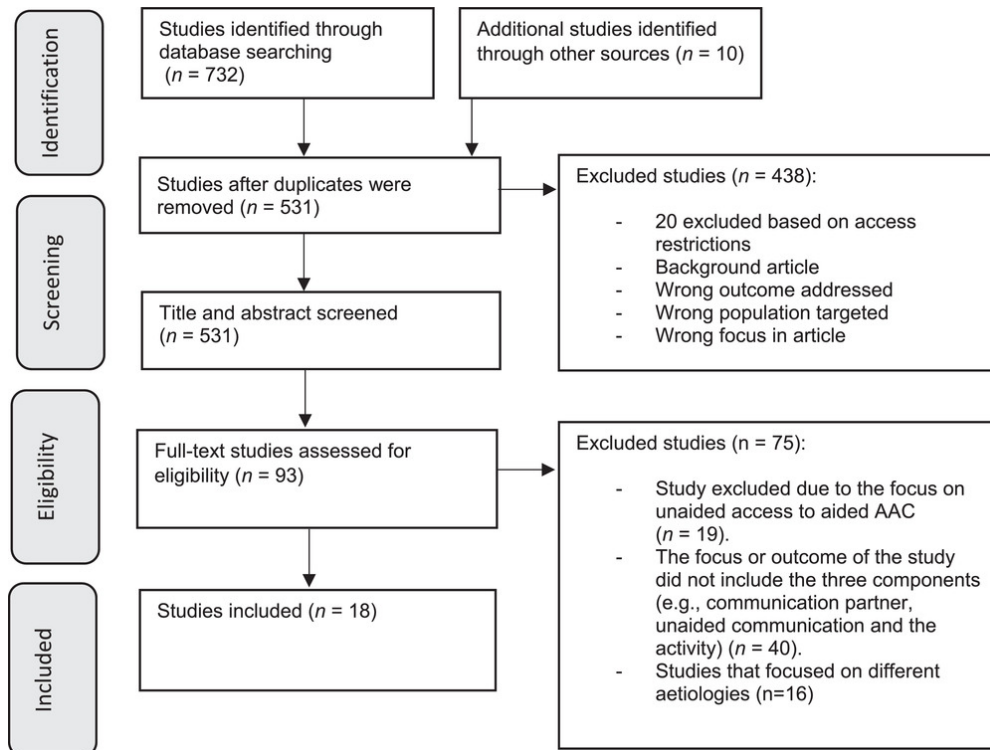 Identification
Studies identified through
database searching
(n = 732)
Additional studies identified
through other sources (n = 10)
Screening
Studies after duplicates were
removed (n = 531)
Excluded studies (n = 438):
- 20 excluded based on access
restrictions
- Background article
- Wrong outcome addressed
- Wrong population targeted
- Wrong focus in article
Title and abstract screened
(n = 531)
Eligibility
Full-text studies assessed for
eligibility (n = 93)
Excluded studies (n = 75):
- Study excluded due to the focus on
unaided access to aided AAC
(n = 19).
- The focus or outcome of the study
did not include the three components
(e.g., communication partner,
unaided communication and the
activity) (n = 40).
- Studies that focused on different
aetiologies (n=16)
Included
Studies included (n = 18)